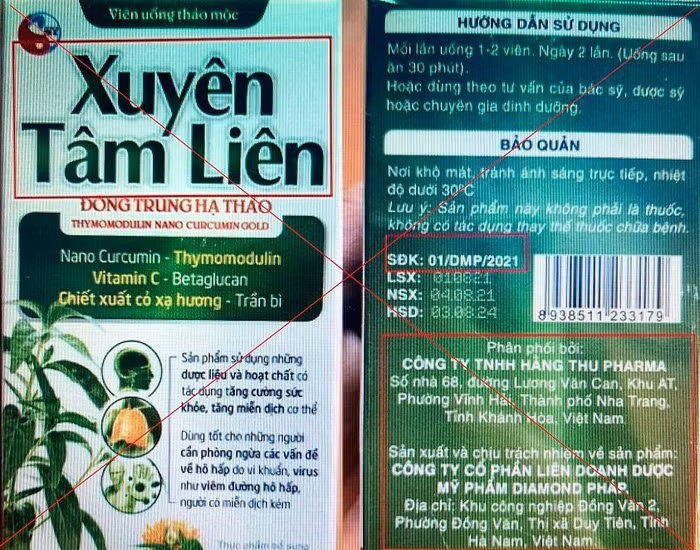 Viên uống thảo mộc
Xuyên
Tâm Liên
ĐÔNG TRÙNG HẠ THẢO
THYMOMODULIN NANO CURCUMIN GOLD
Nano Curcumin - Thymomodulin
Vitamin C - Betaglucan
Chiết xuất cỏ xạ hương - Trần bì
Sản phẩm sử dụng những
dược liệu và hoạt chất có
tác dụng tăng cường sức
khỏe, tăng miễn dịch cơ thể
Dùng tốt cho những người
cần phòng ngừa các vấn đề
về hô hấp do vi khuẩn, virus
như viêm đường hô hấp,
người có miễn dịch kém
Thực phẩm bổ sung
HƯỚNG DẪN SỬ DỤNG
Mỗi lần uống 1-2 viên. Ngày 2 lần. (Uống sau
ăn 30 phút).
Hoặc dùng theo tư vấn của bác sỹ, dược sỹ
hoặc chuyên gia dinh dưỡng.
BẢO QUẢN
Nơi khô mát, tránh ánh sáng trực tiếp, nhiệt
độ dưới 30°C
Lưu ý: Sản phẩm này không phải là thuốc,
không có tác dụng thay thế thuốc chữa bệnh.
SĐK: 01/DMP/2021
LSX: 010821
NSX: 04.08.21
HSD: 03.08.24
8 938511 233179
Phân phối bởi:
CÔNG TY TNHH HẰNG THU PHARMA
Số nhà 68, đường Lương Văn Can, Khu AT,
Phường Vĩnh Hải, Thành phố Nha Trang,
Tỉnh Khánh Hòa, Việt Nam
Sản xuất và chịu trách nhiệm về sản phẩm:
CÔNG TY CỔ PHẦN LIÊN DOANH DƯỢC
MỸ PHẨM DIAMOND PHÁP
Địa chỉ: Khu công nghiệp Đồng Văn 2,
Phường Đồng Văn, Thị xã Duy Tiên, Tỉnh
Hà Nam, Việt Nam